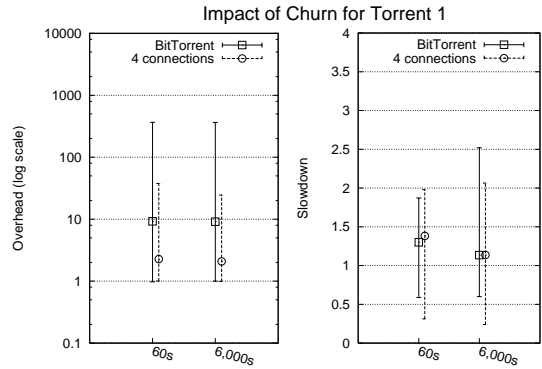 Impact of Churn for Torrent 1
Overhead (log scale)
10000
1000
100
10
1
0.1
BitTorrent
4 connections
60s
6,000s
Slowdown
4
3.5
3
2.5
2
1.5
1
0.5
0
BitTorrent
4 connections
60s
6,000s